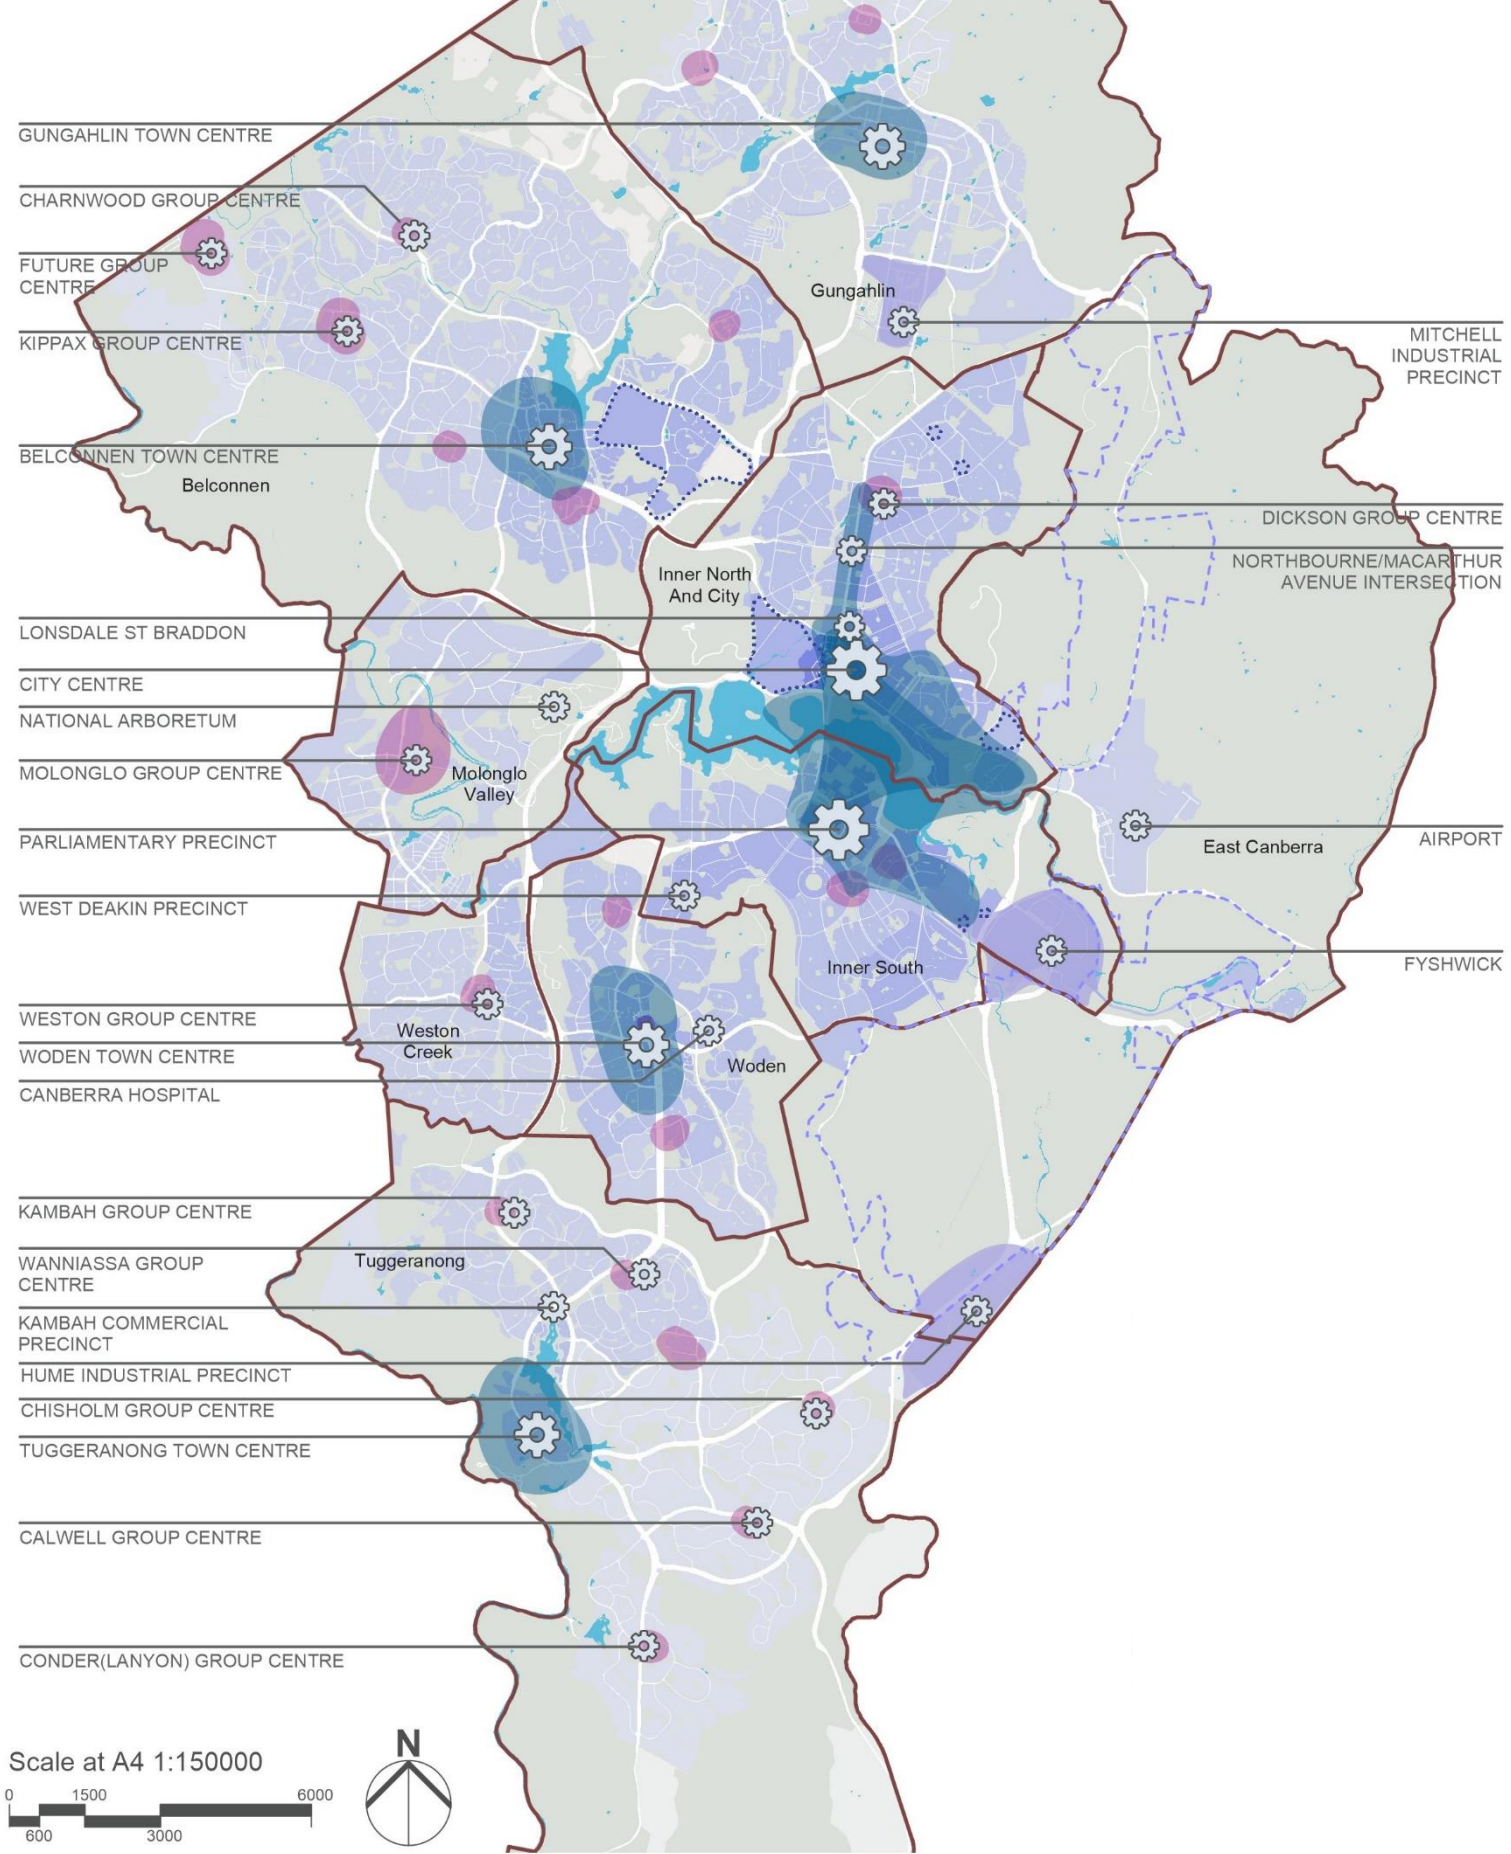 GUNGAHLIN TOWN CENTRE
CHARNWOOD GROUP CENTRE
FUTURE GROUP
CENTRE
Gungahlin
KIPPAX GROUP CENTRE
MITCHELL
INDUSTRIAL
PRECINCT
BELCONNEN TOWN CENTRE
Belconnen
DICKSON GROUP CENTRE
NORTHBOURNE/MACARTHUR
AVENUE INTERSECTION
Inner North
And City
LONSDALE ST BRADDON
CITY CENTRE
NATIONAL ARBORETUM
MOLONGLO GROUP CENTRE
Molonglo
Valley
PARLIAMENTARY PRECINCT
AIRPORT
East Canberra
WEST DEAKIN PRECINCT
Inner South
FYSHWICK
WESTON GROUP CENTRE
Weston
Creek
WODEN TOWN CENTRE
Woden
CANBERRA HOSPITAL
KAMBAH GROUP CENTRE
WANNIASSA GROUP
CENTRE
Tuggeranong
KAMBAH COMMERCIAL
PRECINCT
HUME INDUSTRIAL PRECINCT
CHISHOLM GROUP CENTRE
TUGGERANONG TOWN CENTRE
CALWELL GROUP CENTRE
CONDER(LANYON) GROUP CENTRE
N
Scale at A4 1:150000
0 1500 6000
600 3000